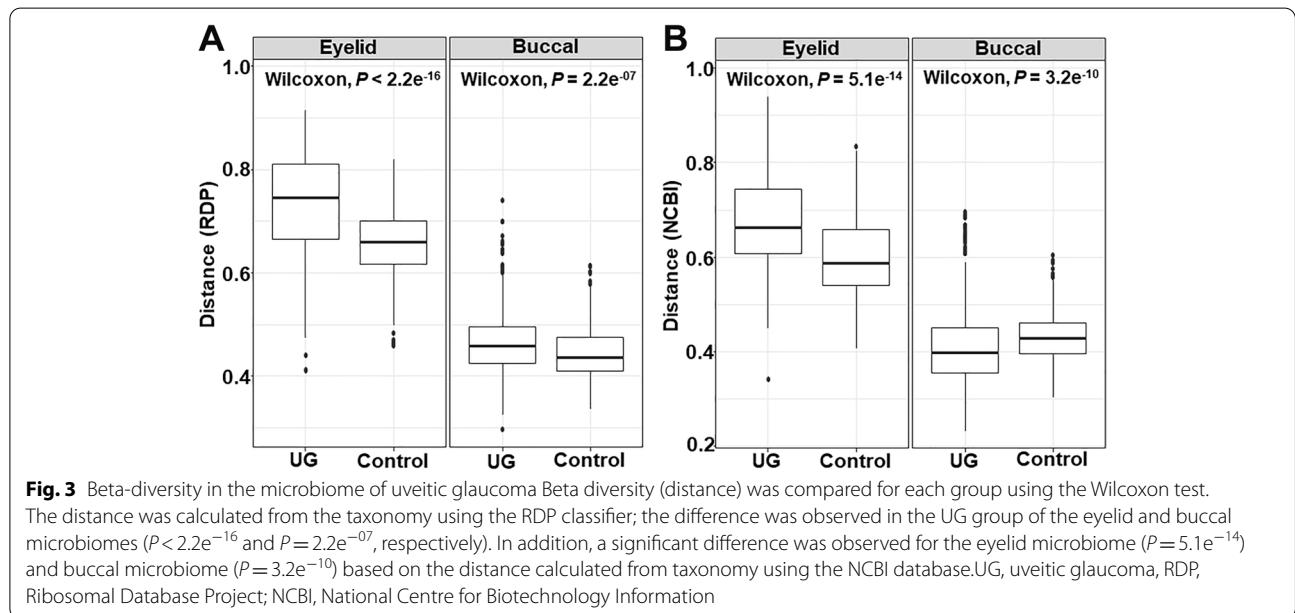 A
B
Eyelid
Buccal
Eyelid
Buccal
Wilcoxon, P < 2.2e-16
Wilcoxon, P = 2.2e-07
Wilcoxon, P = 5.1e-14
Wilcoxon, P = 3.2e-10
Distance (RDP)
1.0
0.8
0.6
0.4
Distance (NCBI)
1.0
0.8
0.6
0.4
0.2
UG
Control
UG
Control
UG
Control
UG
Control
Fig. 3 Beta-diversity in the microbiome of uveitic glaucoma Beta diversity (distance) was compared for each group using the Wilcoxon test.
The distance was calculated from the taxonomy using the RDP classifier; the difference was observed in the UG group of the eyelid and buccal
microbiomes (P < 2.2e−16 and P = 2.2e−07, respectively). In addition, a significant difference was observed for the eyelid microbiome (P = 5.1e−14)
and buccal microbiome (P = 3.2e−10) based on the distance calculated from taxonomy using the NCBI database.UG, uveitic glaucoma, RDP,
Ribosomal Database Project; NCBI, National Centre for Biotechnology Information